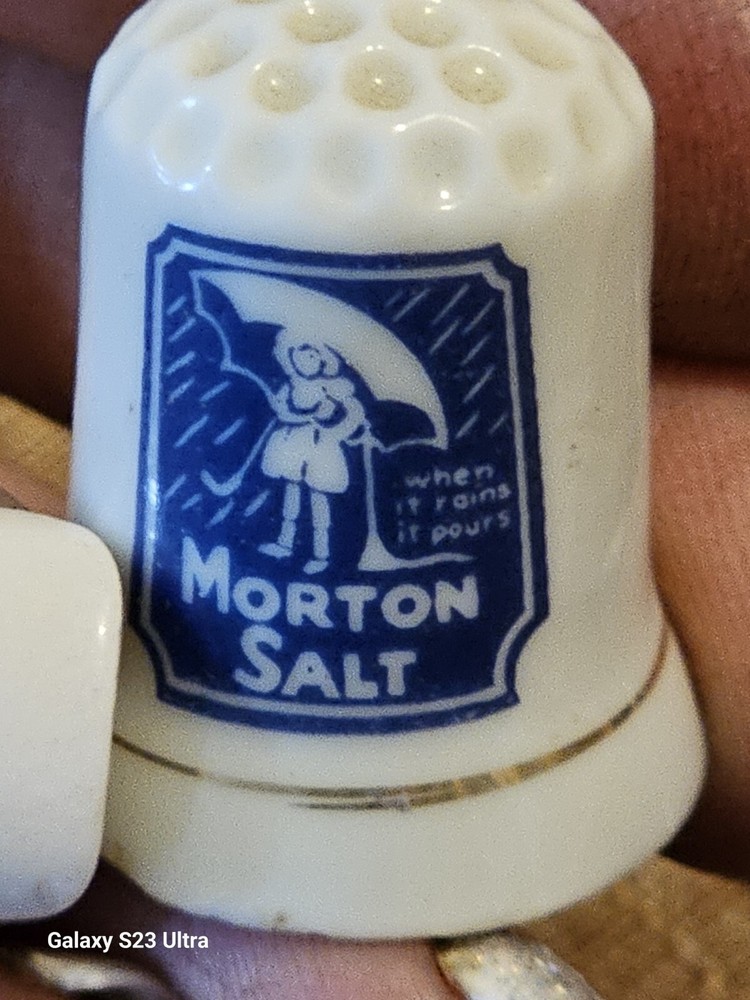 when
it rains
it pours
MORTON
SALT
Galaxy S23 Ultra